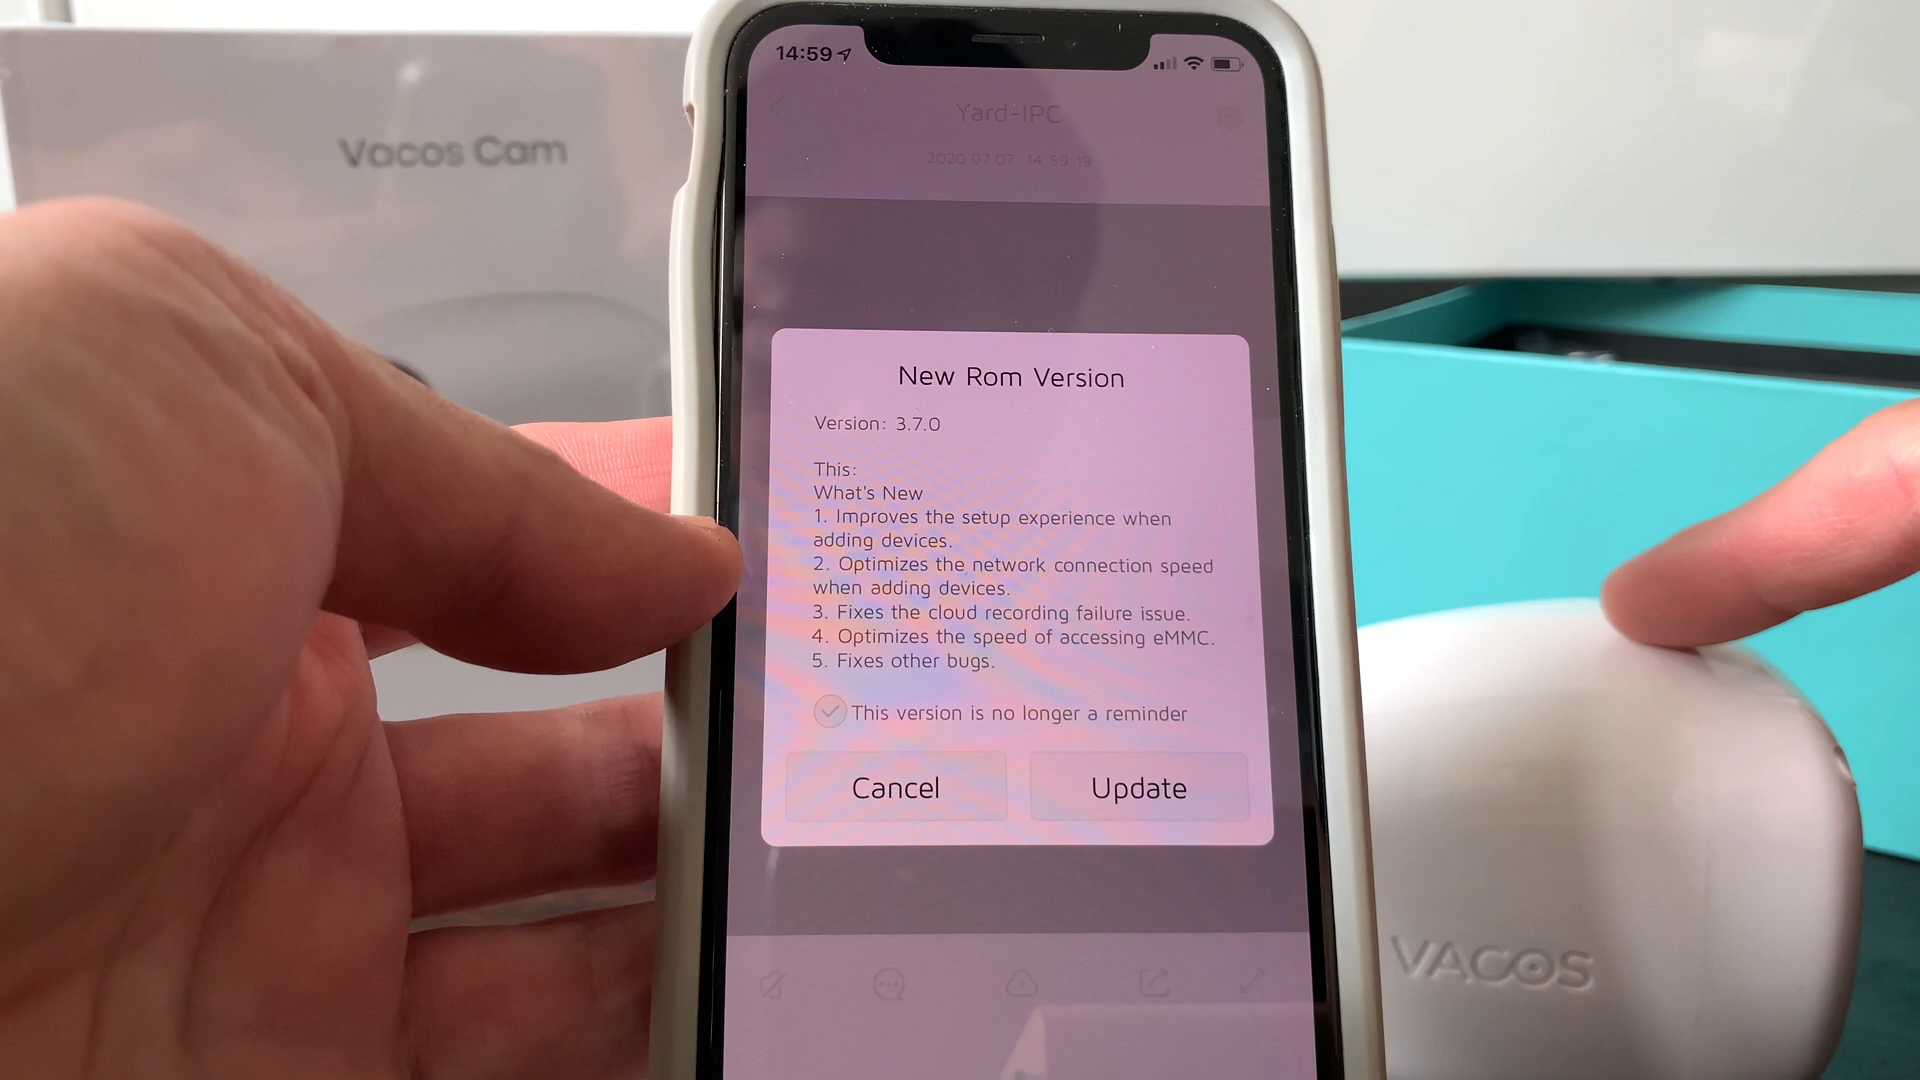 Vacos Cam
14:59
Yard-IPC
2020.07.07 14:59:19
New Rom Version
Version: 3.7.0
This:
What's New
1. Improves the setup experience when
adding devices.
2. Optimizes the network connection speed
when adding devices.
3. Fixes the cloud recording failure issue.
4. Optimizes the speed of accessing eMMC.
5. Fixes other bugs.
This version is no longer a reminder
Cancel
Update
VACOS